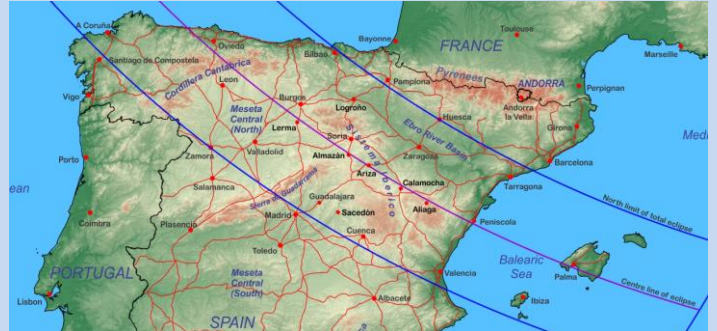 A Coruña
Oviedo
Bilbao
Bayonne
FRANCE
Toulouse
Marseille
Santiago de Compostela
Cordillera Cantabrica
Leon
Pamplona
Pyrenees
ANDORRA
Perpignan
Vigo
Meseta
Central
(North)
Burgos
Logroño
Huesca
Andorra
la Vella
Girona
Lerma
Soria
Sistema Iberico
Ebro River Basin
Medi
Porto
Zamora
Valladolid
Almazán
Zaragoza
Barcelona
ean
Salamanca
Ariza
Calamocha
Tarragona
Sierra de Guadarrama
Guadalajara
North limit of total eclipse
Coimbra
Plasencia
Madrid
Sacedón
Aliaga
Peniscola
Toledo
Cuenca
PORTUGAL
Meseta
Central
(South)
Valencia
Balearic
Sea
Palma
Centre line of eclipse
Lisbon
Albacete
Ibiza
SPAIN